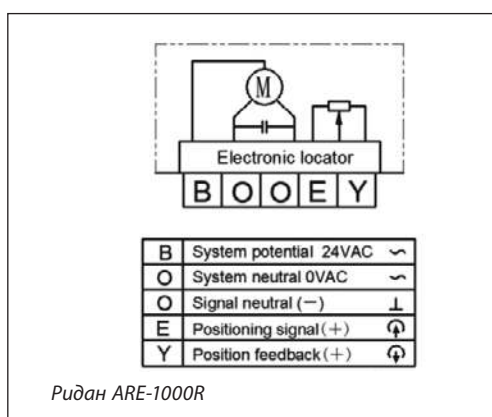 M
Electronic locator
B O O E Y
B System potential 24VAC ∽
O System neutral 0VAC ∽
O Signal neutral (−) ⊥
E Positioning signal(+)
Y Position feedback(+)
Ридан ARE-1000R